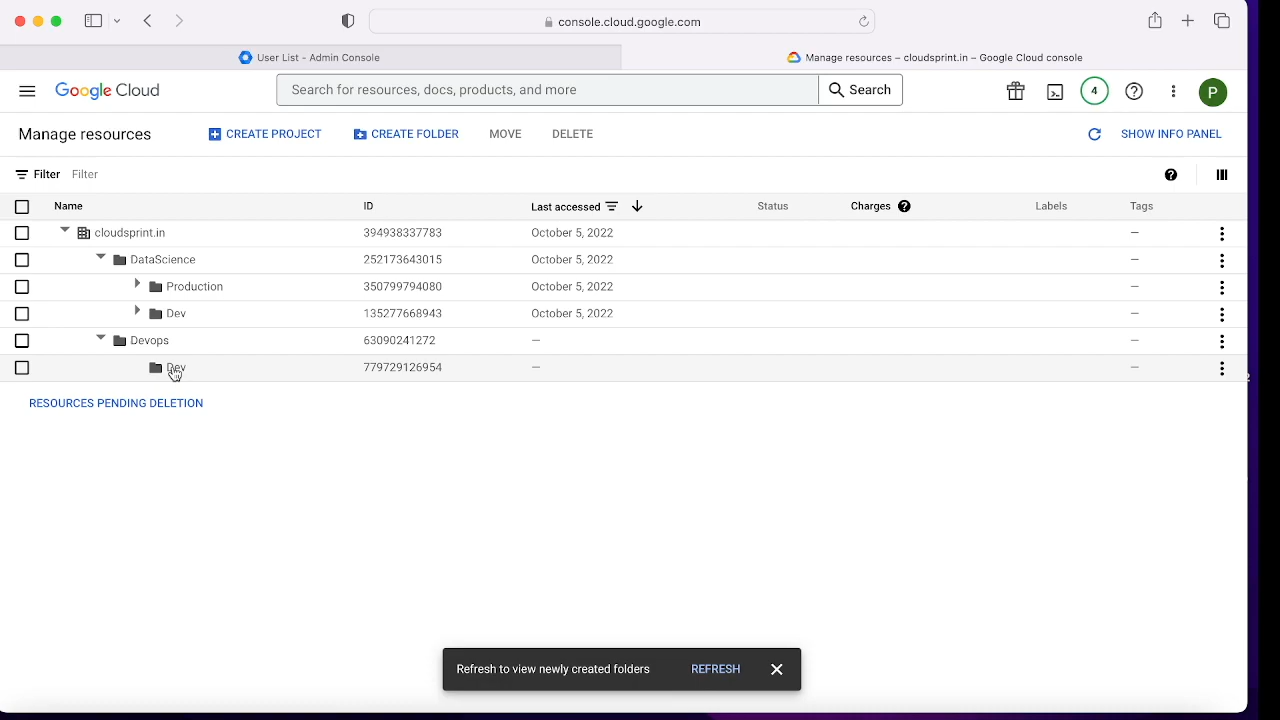 console.cloud.google.com
User List - Admin Console
Manage resources – cloudsprint.in – Google Cloud console
Google Cloud Search for resources, docs, products, and more Search 4 P
Manage resources CREATE PROJECT CREATE FOLDER MOVE DELETE SHOW INFO PANEL
Filter Filter
Name ID Last accessed Status Charges Labels Tags
cloudsprint.in 394938337783 October 5, 2022 —
DataScience 252173643015 October 5, 2022 —
Production 350799794080 October 5, 2022 —
Dev 135277668943 October 5, 2022 —
Devops 63090241272 — —
Dev 779729126954 — —
RESOURCES PENDING DELETION
Refresh to view newly created folders REFRESH